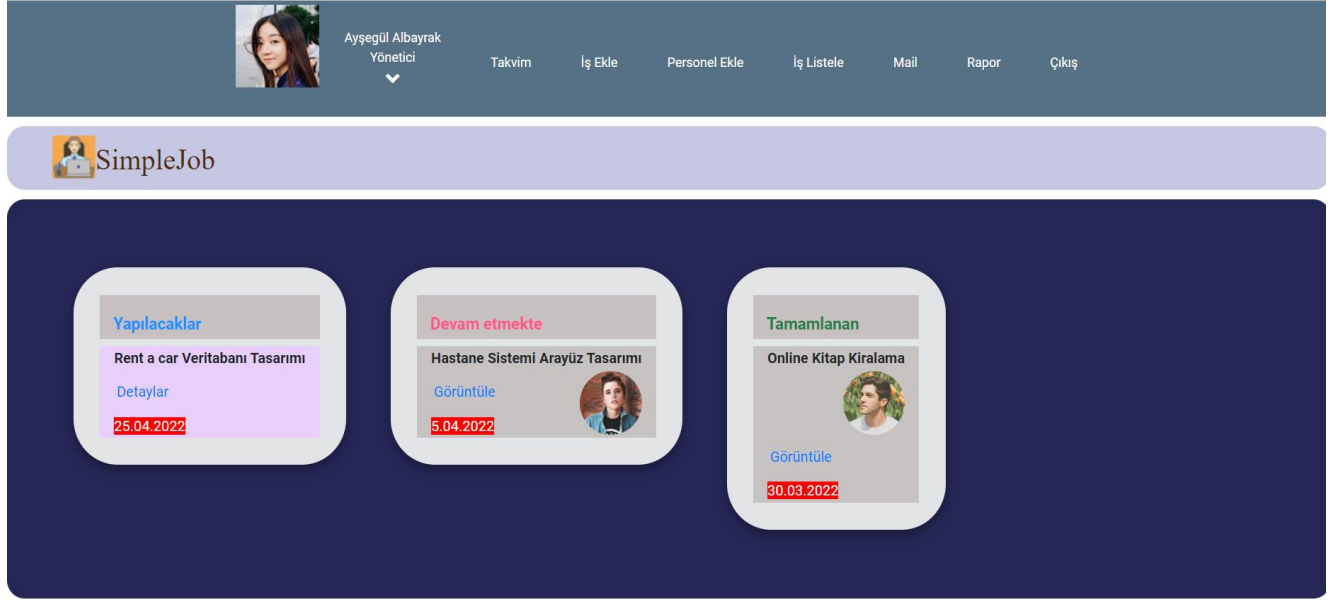 Ayşegül Albayrak
Yönetici
Takvim
İş Ekle
Personel Ekle
İş Listele
Mail
Rapor
Çıkış
SimpleJob
Yapılacaklar
Rent a car Veritabanı Tasarımı
Detaylar
25.04.2022
Devam etmekte
Hastane Sistemi Arayüz Tasarımı
Görüntüle
5.04.2022
Tamamlanan
Online Kitap Kiralama
Görüntüle
30.03.2022